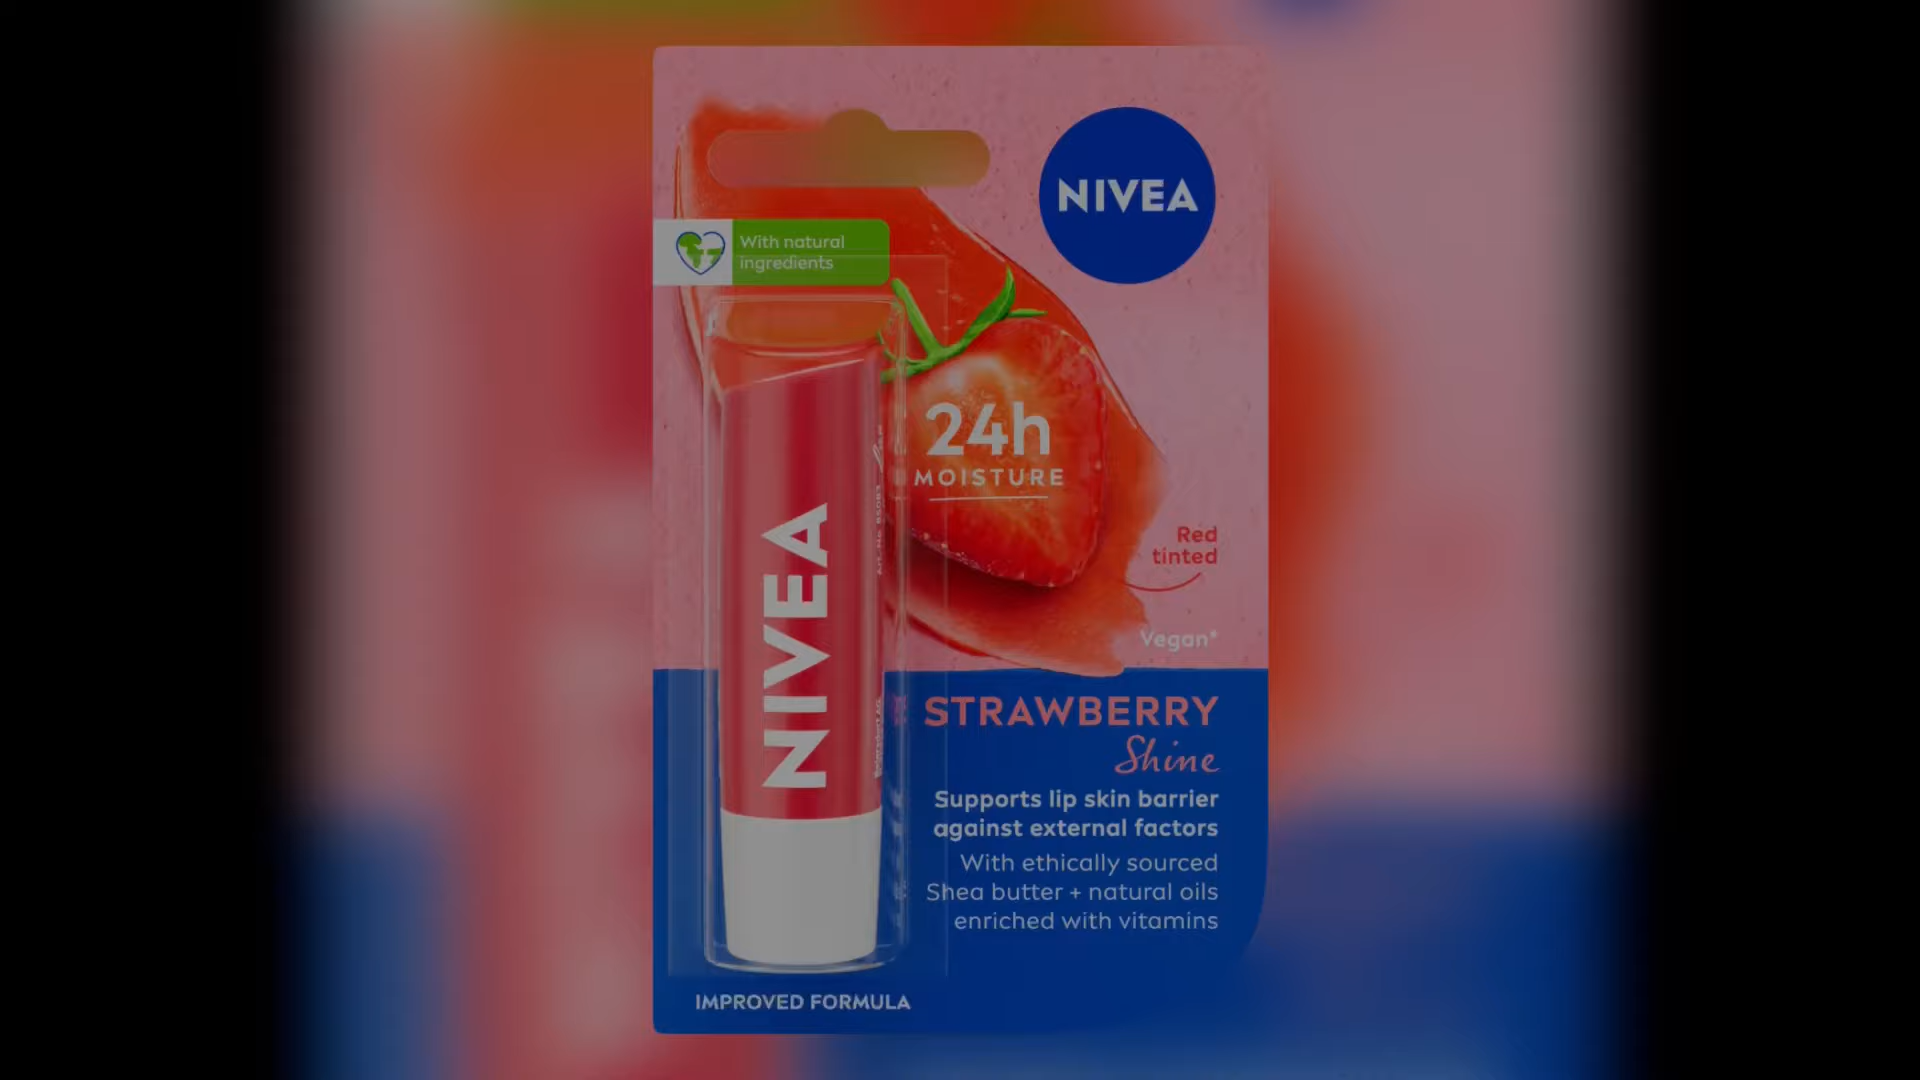 NIVEA
With natural
ingredients
24h
MOISTURE
Red
tinted
Vegan*
NIVEA
STRAWBERRY
Shine
Supports lip skin barrier
against external factors
With ethically sourced
Shea butter + natural oils
enriched with vitamins
IMPROVED FORMULA